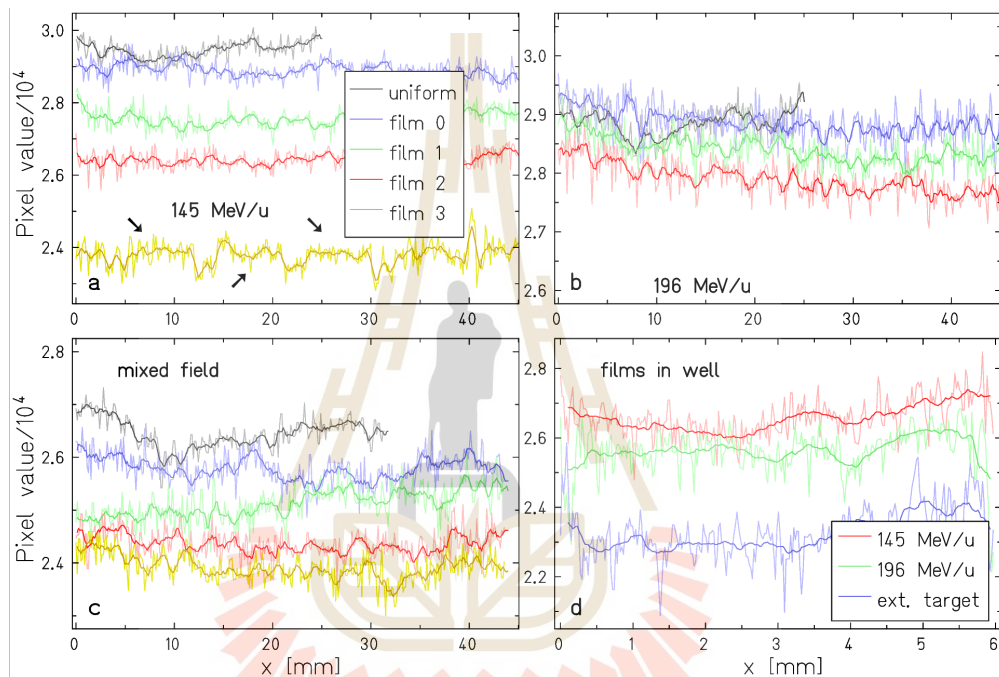 3.0
2.8
2.6
2.4
Pixel value/10⁴
uniform
film 0
film 1
film 2
film 3
145 MeV/u
a
0 10 20 30 40
3.0
2.9
2.8
2.7
2.6
b
196 MeV/u
0 10 20 30 40
2.8
2.6
2.4
Pixel value/10⁴
mixed field
c
0 10 20 30 40
x [mm]
2.8
2.6
2.4
2.2
films in well
145 MeV/u
196 MeV/u
ext. target
d
0 1 2 3 4 5 6
x [mm]